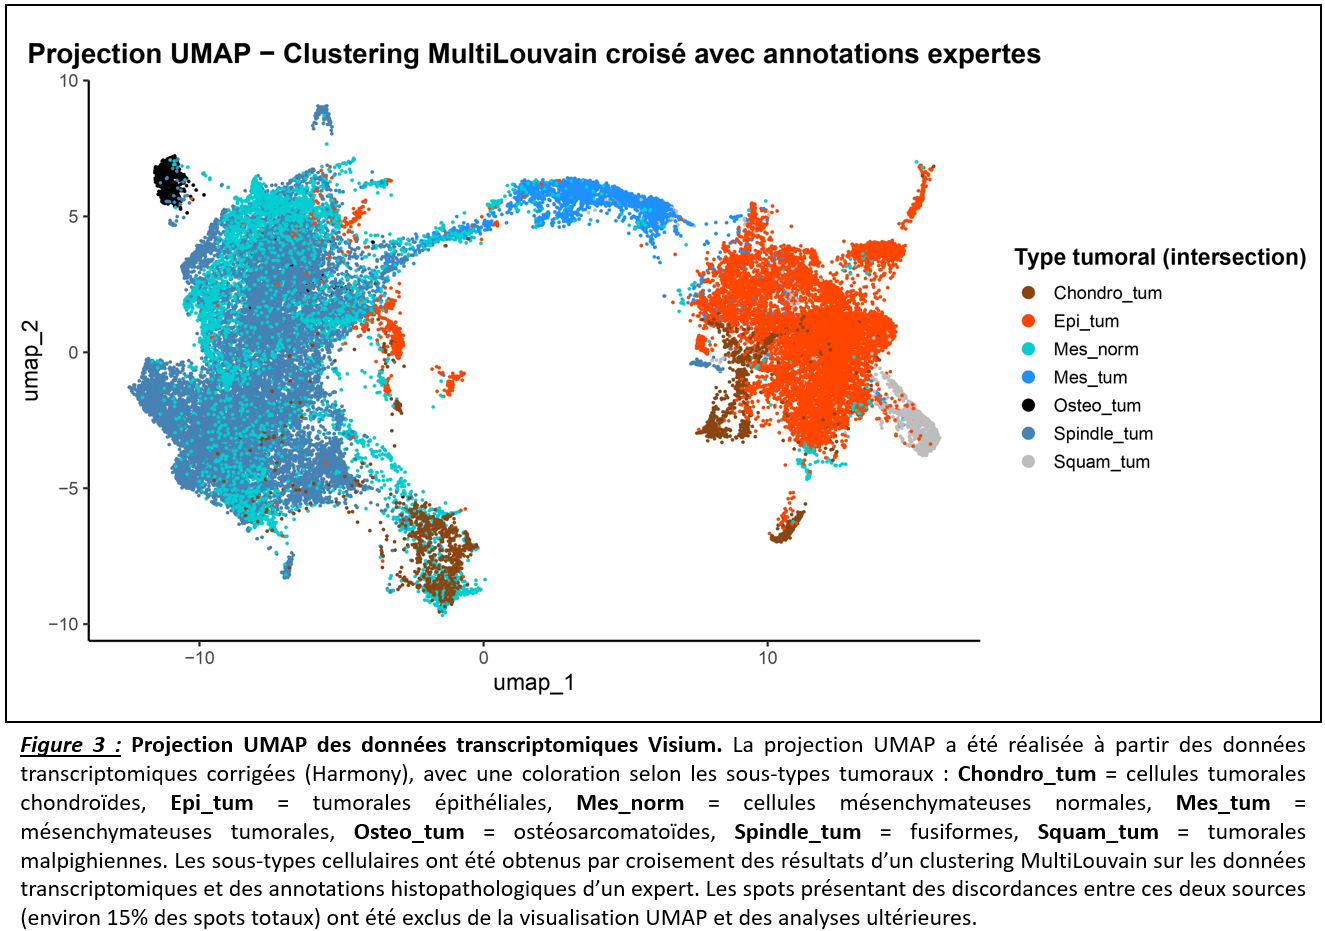 Projection UMAP − Clustering MultiLouvain croisé avec annotations expertes
10
5
0
−5
−10
umap_2
−10
0
10
umap_1
Type tumoral (intersection)
Chondro_tum
Epi_tum
Mes_norm
Mes_tum
Osteo_tum
Spindle_tum
Squam_tum
Figure 3 : Projection UMAP des données transcriptomiques Visium. La projection UMAP a été réalisée à partir des données
transcriptomiques corrigées (Harmony), avec une coloration selon les sous-types tumoraux : Chondro_tum = cellules tumorales
chondroïdes, Epi_tum = tumorales épithéliales, Mes_norm = cellules mésenchymateuses normales, Mes_tum =
mésenchymateuses tumorales, Osteo_tum = ostéosarcomatoïdes, Spindle_tum = fusiformes, Squam_tum = tumorales
malpighiennes. Les sous-types cellulaires ont été obtenus par croisement des résultats d’un clustering MultiLouvain sur les données
transcriptomiques et des annotations histopathologiques d’un expert. Les spots présentant des discordances entre ces deux sources
(environ 15% des spots totaux) ont été exclus de la visualisation UMAP et des analyses ultérieures.